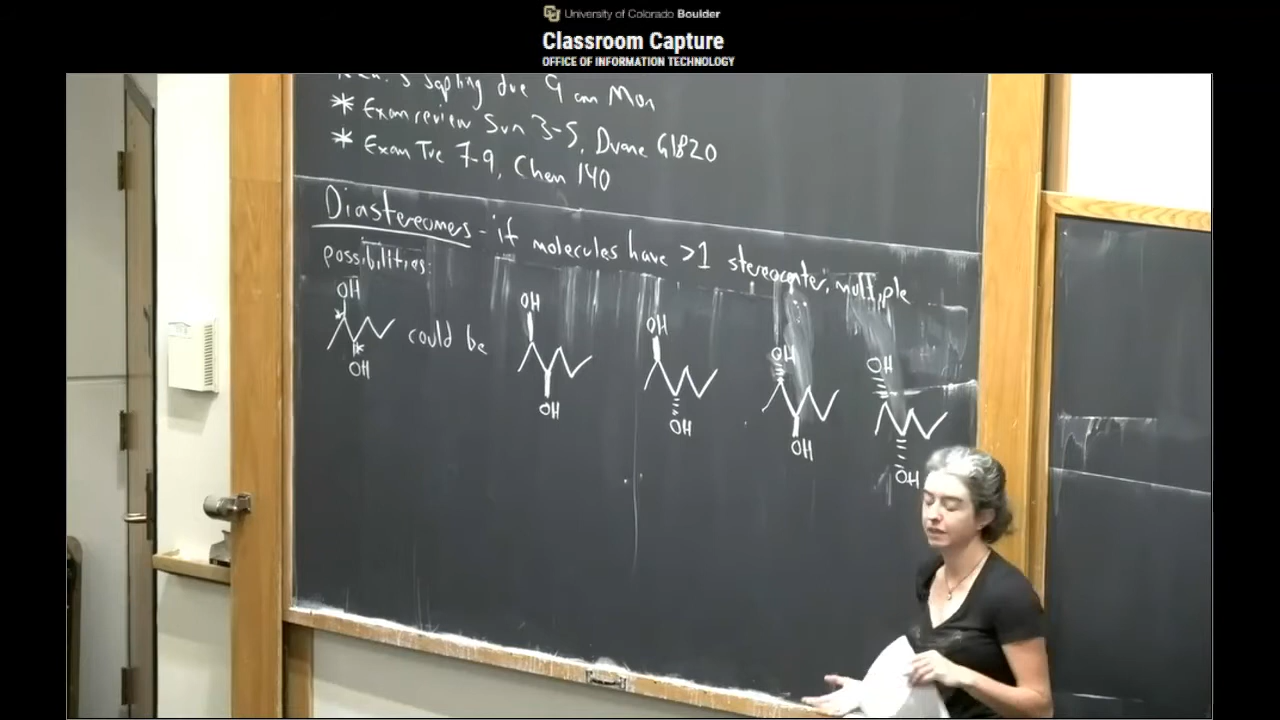 University of Colorado Boulder
Classroom Capture
OFFICE OF INFORMATION TECHNOLOGY
due 9 am Mon
* Exam review Sun 3-5, Duane G1B20
* Exam Tue 7-9, Chem 140
Diastereomers - if molecules have >1 stereocenter, multiple
possibilities:
OH
* could be
*
OH
OH
OH
OH
OH
OH
OH
OH
OH